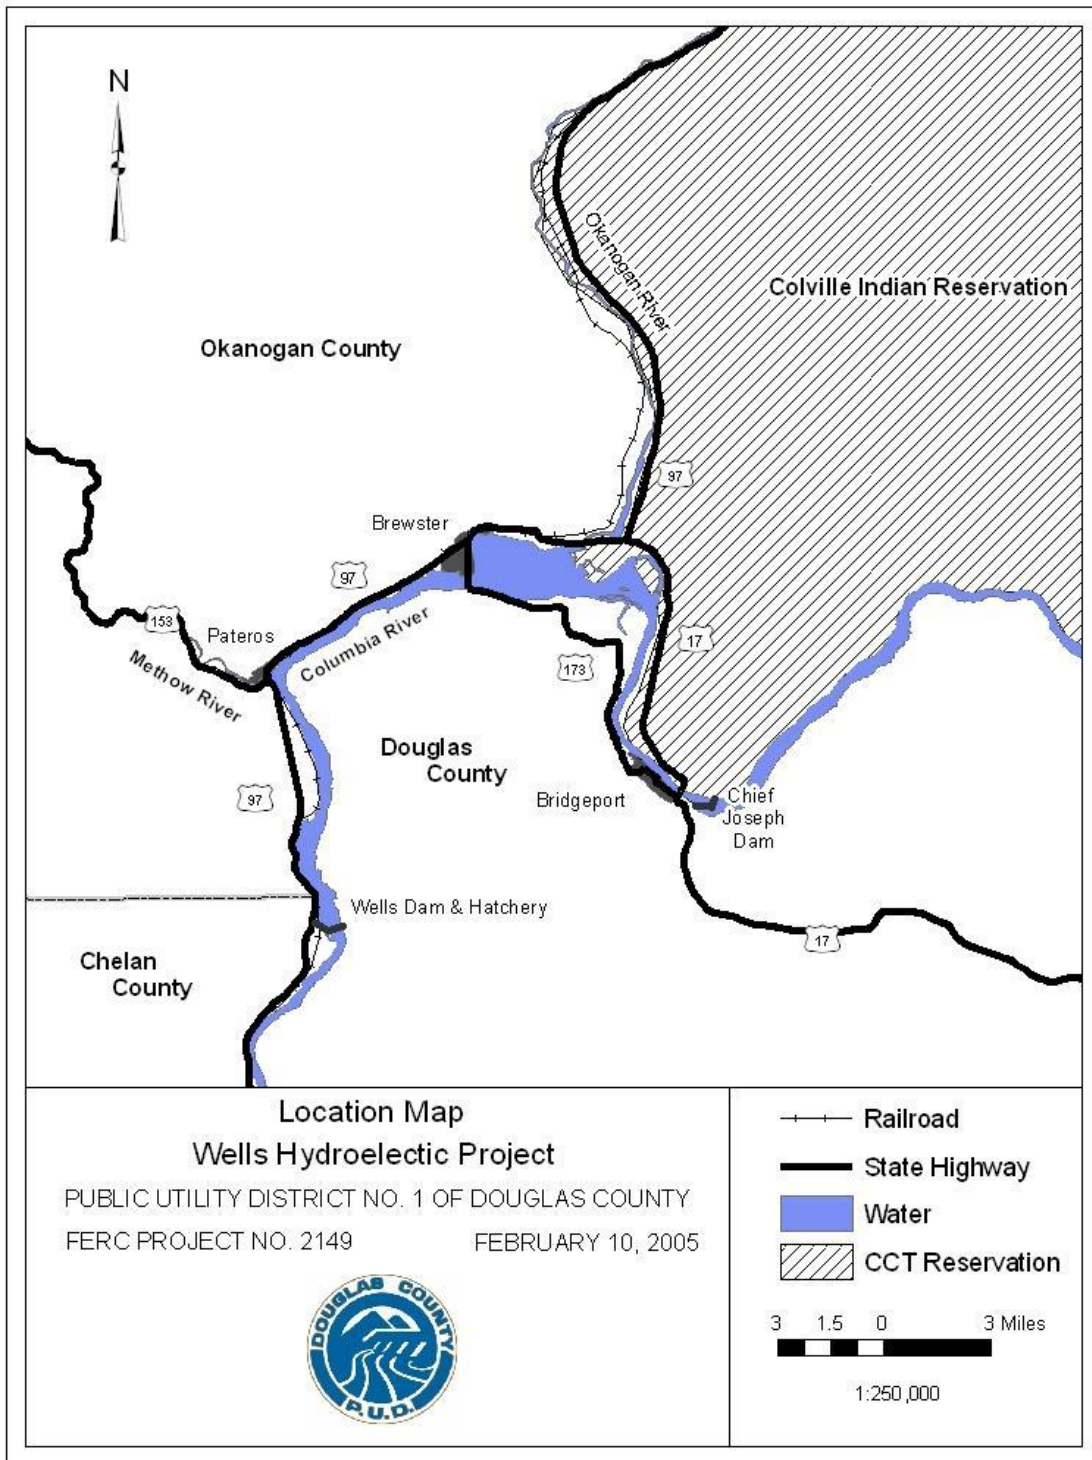 N
Okanogan River
Colville Indian Reservation
Okanogan County
97
Brewster
97
153
Pateros
Columbia River
Methow River
17
173
Douglas
County
97
Bridgeport
Chief
Joseph
Dam
Wells Dam & Hatchery
17
Chelan
County
Location Map
Wells Hydroelectic Project
PUBLIC UTILITY DISTRICT NO. 1 OF DOUGLAS COUNTY
FERC PROJECT NO. 2149 FEBRUARY 10, 2005
DOUGLAS COUNTY
P.U.D.
Railroad
State Highway
Water
CCT Reservation
3 1.5 0 3 Miles
1:250,000